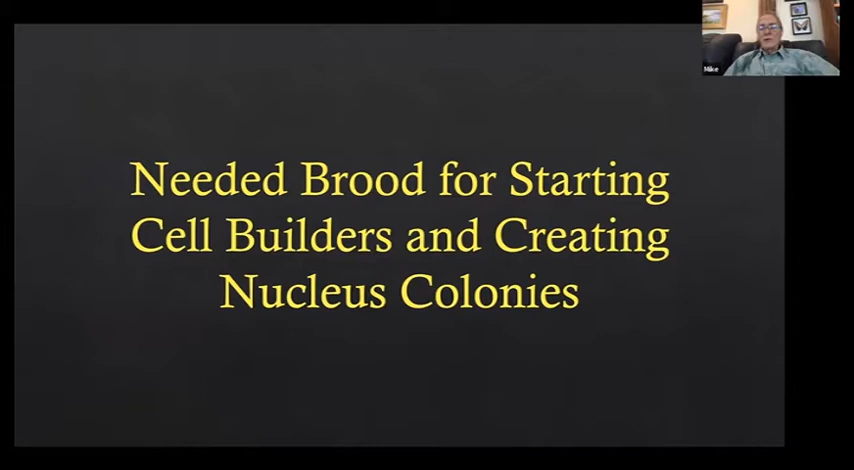 Mike
Needed Brood for Starting
Cell Builders and Creating
Nucleus Colonies